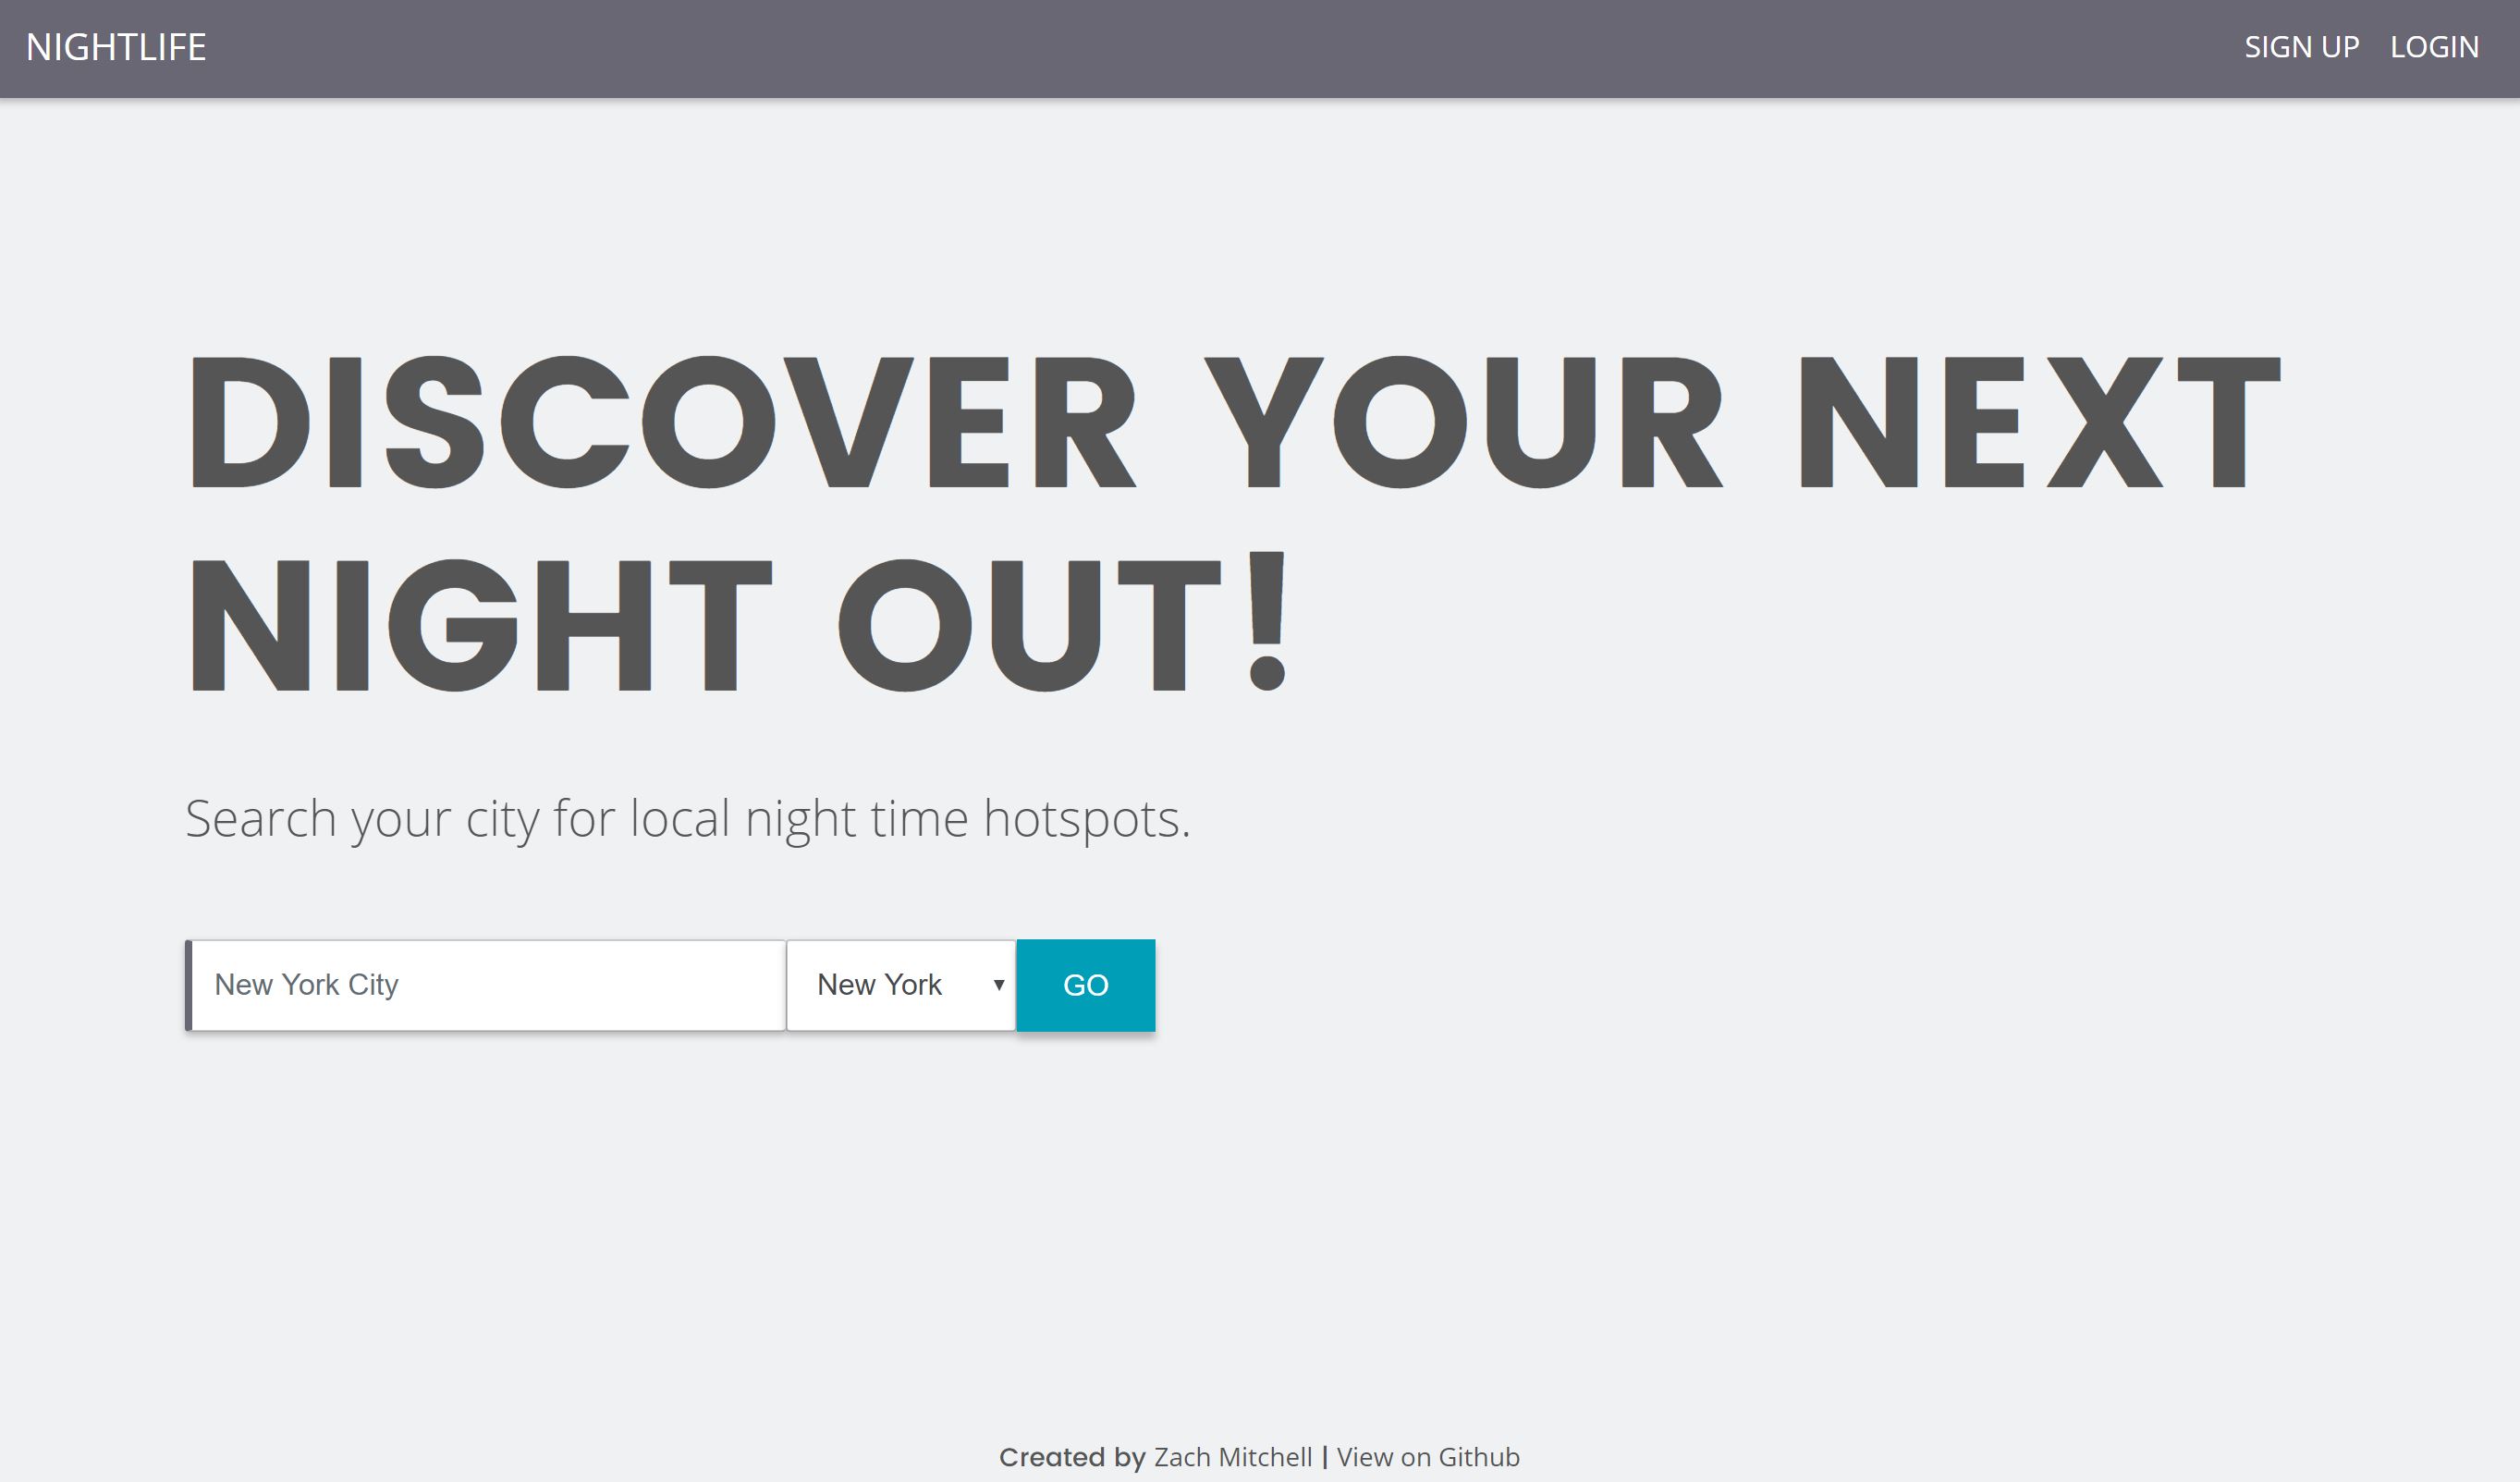 NIGHTLIFE SIGN UP LOGIN
DISCOVER YOUR NEXT
NIGHT OUT!
Search your city for local night time hotspots.
New York City New York GO
Created by Zach Mitchell | View on Github